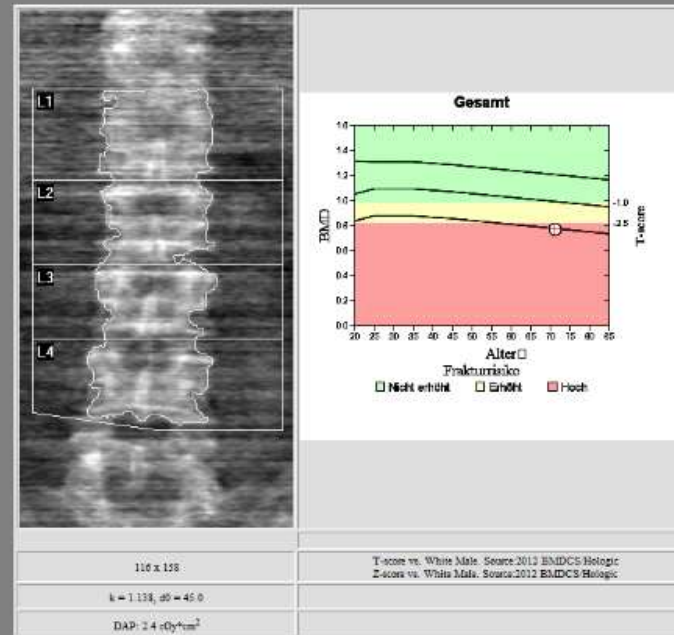 L1
L2
L3
L4
Gesamt
BMD
1.6
1.4
1.2
1.0
0.8
0.6
0.4
0.2
0.0
-1.0
-2.5
T-score
20 25 30 35 40 45 50 55 60 65 70 75 80 85
Alter□
Frakturrisiko
Nicht erhöht Erhöht Hoch
116 x 158
T-score vs. White Male. Source:2012 BMDCS/Hologic
Z-score vs. White Male. Source:2012 BMDCS/Hologic
k = 1.138, d0 = 45.0
DAP: 2.4 cGy*cm²